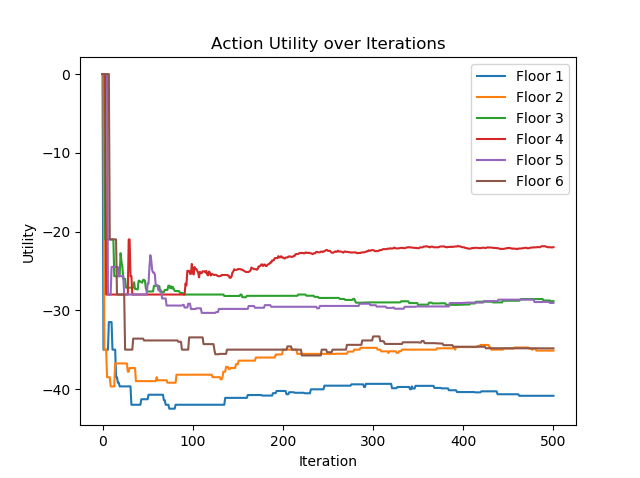 Action Utility over Iterations
Utility
0
−10
−20
−30
−40
0
100
200
300
400
500
Iteration
Floor 1
Floor 2
Floor 3
Floor 4
Floor 5
Floor 6